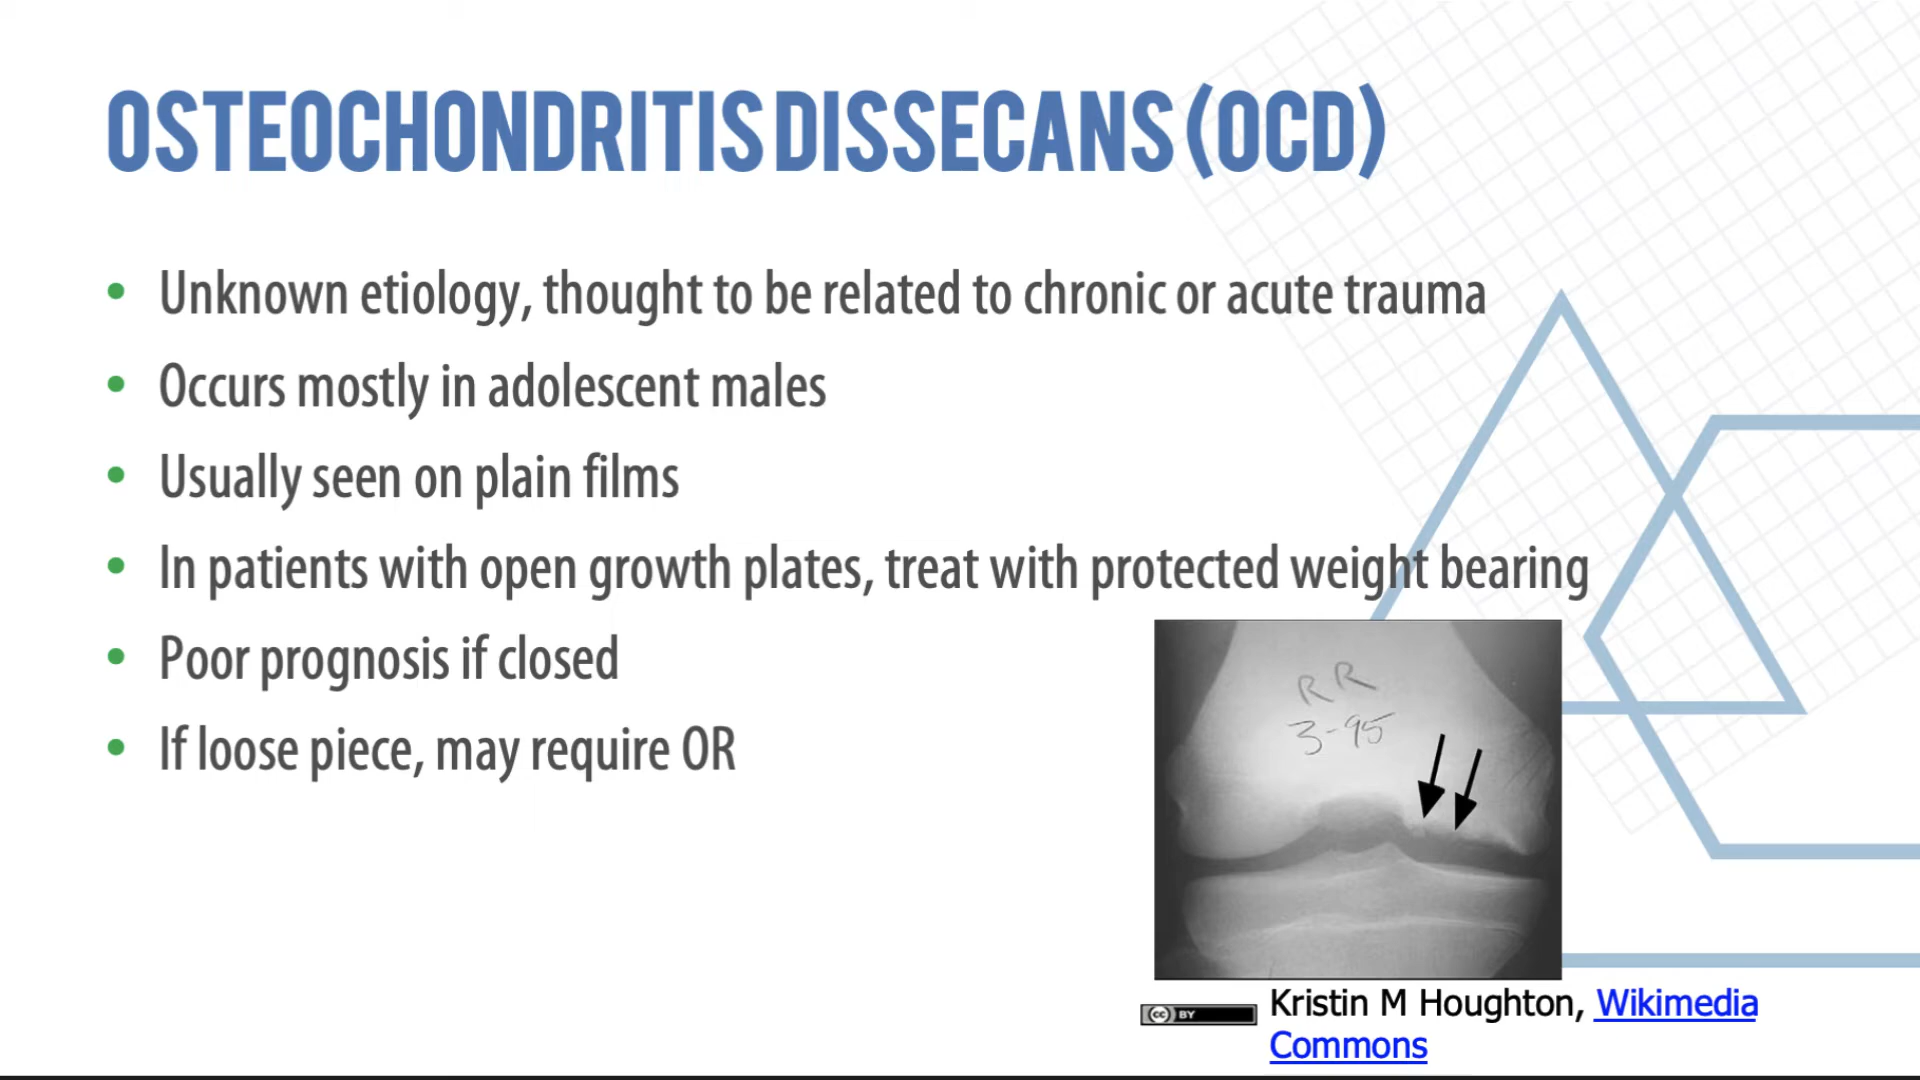 OSTEOCHONDRITIS DISSECANS (OCD)
• Unknown etiology, thought to be related to chronic or acute trauma
• Occurs mostly in adolescent males
• Usually seen on plain films
• In patients with open growth plates, treat with protected weight bearing
• Poor prognosis if closed
• If loose piece, may require OR
R R
3-95
cc BY
Kristin M Houghton, Wikimedia
Commons